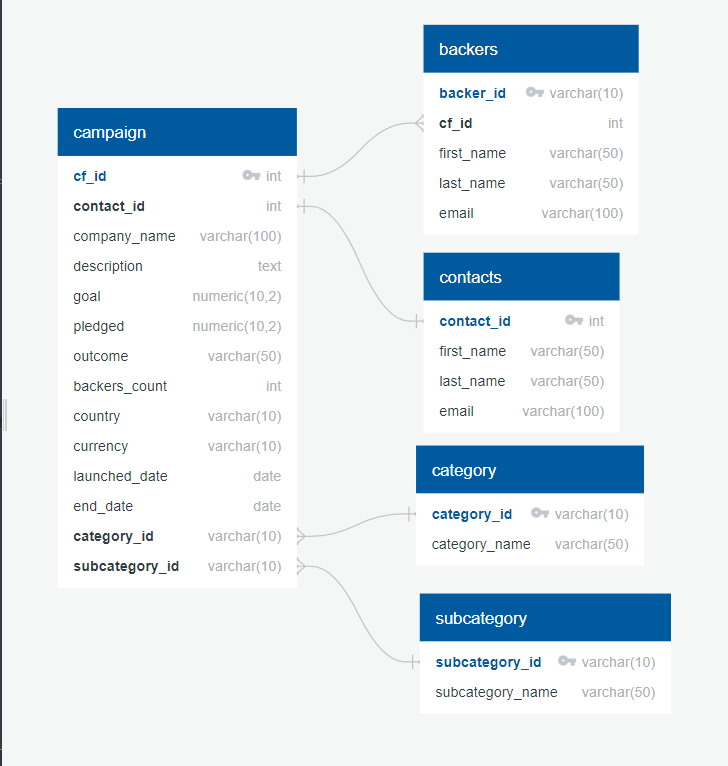 campaign
cf_id int
contact_id int
company_name varchar(100)
description text
goal numeric(10,2)
pledged numeric(10,2)
outcome varchar(50)
backers_count int
country varchar(10)
currency varchar(10)
launched_date date
end_date date
category_id varchar(10)
subcategory_id varchar(10)
backers
backer_id varchar(10)
cf_id int
first_name varchar(50)
last_name varchar(50)
email varchar(100)
contacts
contact_id int
first_name varchar(50)
last_name varchar(50)
email varchar(100)
category
category_id varchar(10)
category_name varchar(50)
subcategory
subcategory_id varchar(10)
subcategory_name varchar(50)